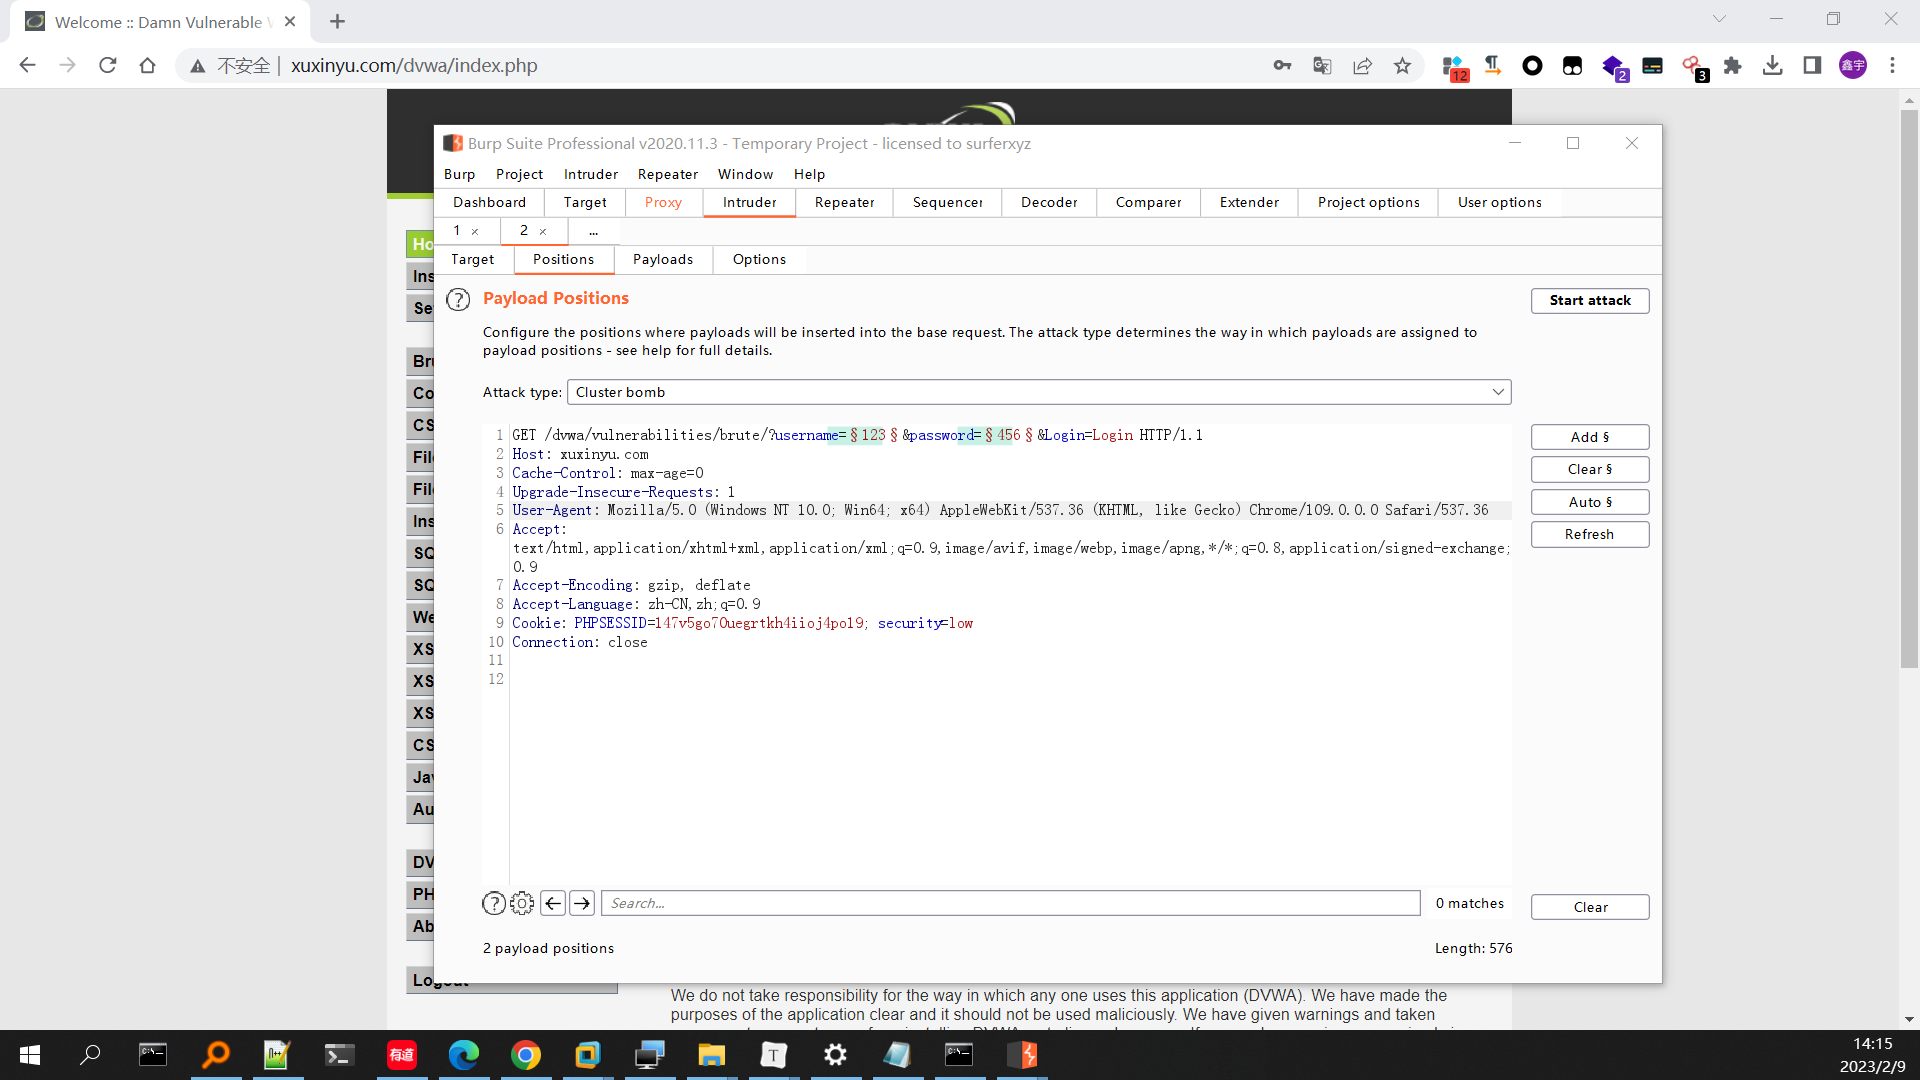 Welcome :: Damn Vulnerable
不安全 | xuxinyu.com/dvwa/index.php
12
2
3
鑫宇
Burp Suite Professional v2020.11.3 - Temporary Project - licensed to surferxyz
Burp Project Intruder Repeater Window Help
Dashboard Target Proxy Intruder Repeater Sequencer Decoder Comparer Extender Project options User options
1 × 2 × ...
Target Positions Payloads Options
Payload Positions
Start attack
Configure the positions where payloads will be inserted into the base request. The attack type determines the way in which payloads are assigned to
payload positions - see help for full details.
Attack type: Cluster bomb
1 GET /dvwa/vulnerabilities/brute/?username=§123§&password=§456§&Login=Login HTTP/1.1
2 Host: xuxinyu.com
3 Cache-Control: max-age=0
4 Upgrade-Insecure-Requests: 1
5 User-Agent: Mozilla/5.0 (Windows NT 10.0; Win64; x64) AppleWebKit/537.36 (KHTML, like Gecko) Chrome/109.0.0.0 Safari/537.36
6 Accept:
text/html,application/xhtml+xml,application/xml;q=0.9,image/avif,image/webp,image/apng,*/*;q=0.8,application/signed-exchange;
0.9
7 Accept-Encoding: gzip, deflate
8 Accept-Language: zh-CN,zh;q=0.9
9 Cookie: PHPSESSID=147v5go70uegrtkh4iioj4pol9; security=low
10 Connection: close
11
12
Add §
Clear §
Auto §
Refresh
Search...
0 matches
Clear
2 payload positions
Length: 576
Ho
Ins
Se
Bru
Co
CS
File
File
Ins
SQ
SQ
We
XS
XS
XS
CS
Jav
Au
DV
PH
Ab
Logout
We do not take responsibility for the way in which any one uses this application (DVWA). We have made the
purposes of the application clear and it should not be used maliciously. We have given warnings and taken
有道
T
14:15
2023/2/9